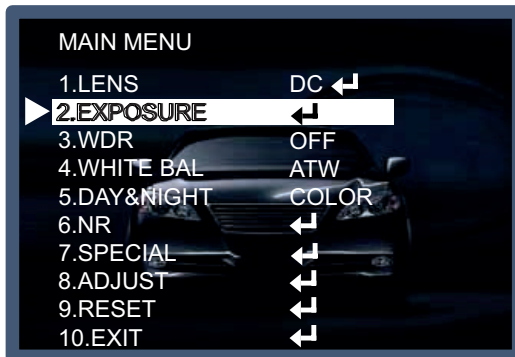 MAIN MENU
1.LENS DC ↵
2.EXPOSURE ↵
3.WDR OFF
4.WHITE BAL ATW
5.DAY&NIGHT COLOR
6.NR ↵
7.SPECIAL ↵
8.ADJUST ↵
9.RESET ↵
10.EXIT ↵